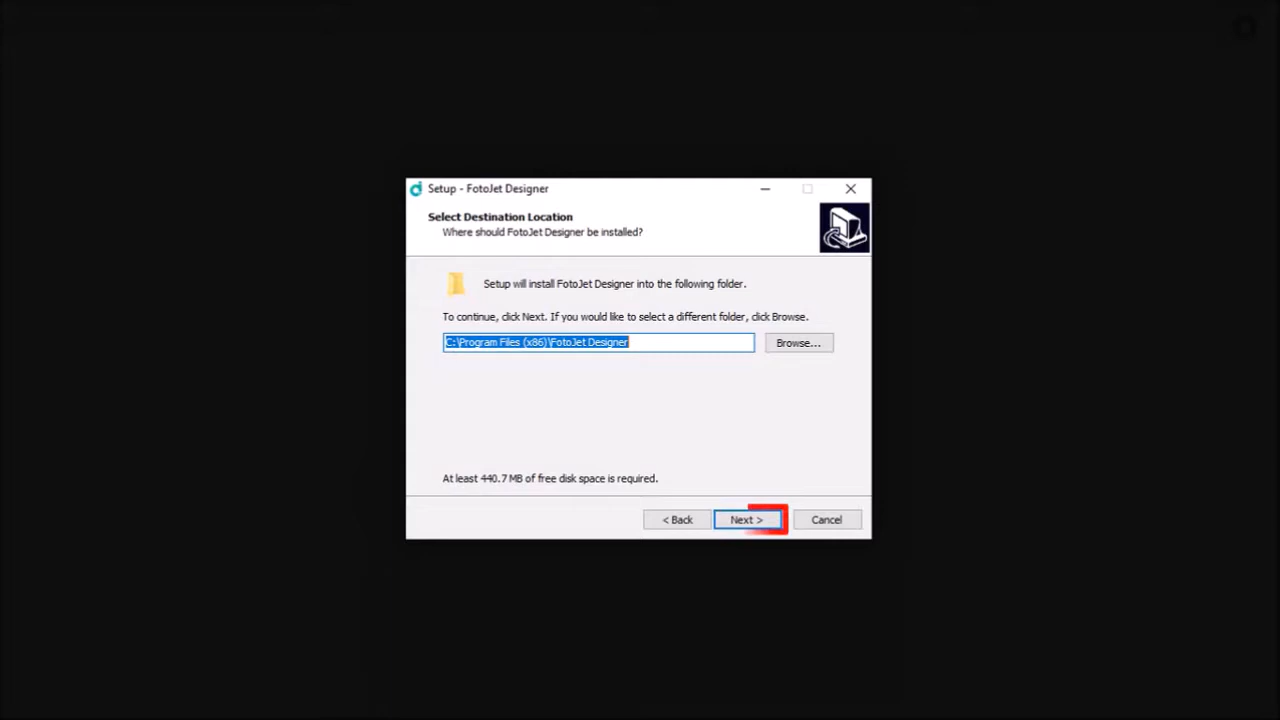 Setup - FotoJet Designer
Select Destination Location
Where should FotoJet Designer be installed?
Setup will install FotoJet Designer into the following folder.
To continue, click Next. If you would like to select a different folder, click Browse.
C:\Program Files (x86)\FotoJet Designer
Browse...
At least 440.7 MB of free disk space is required.
< Back
Next >
Cancel